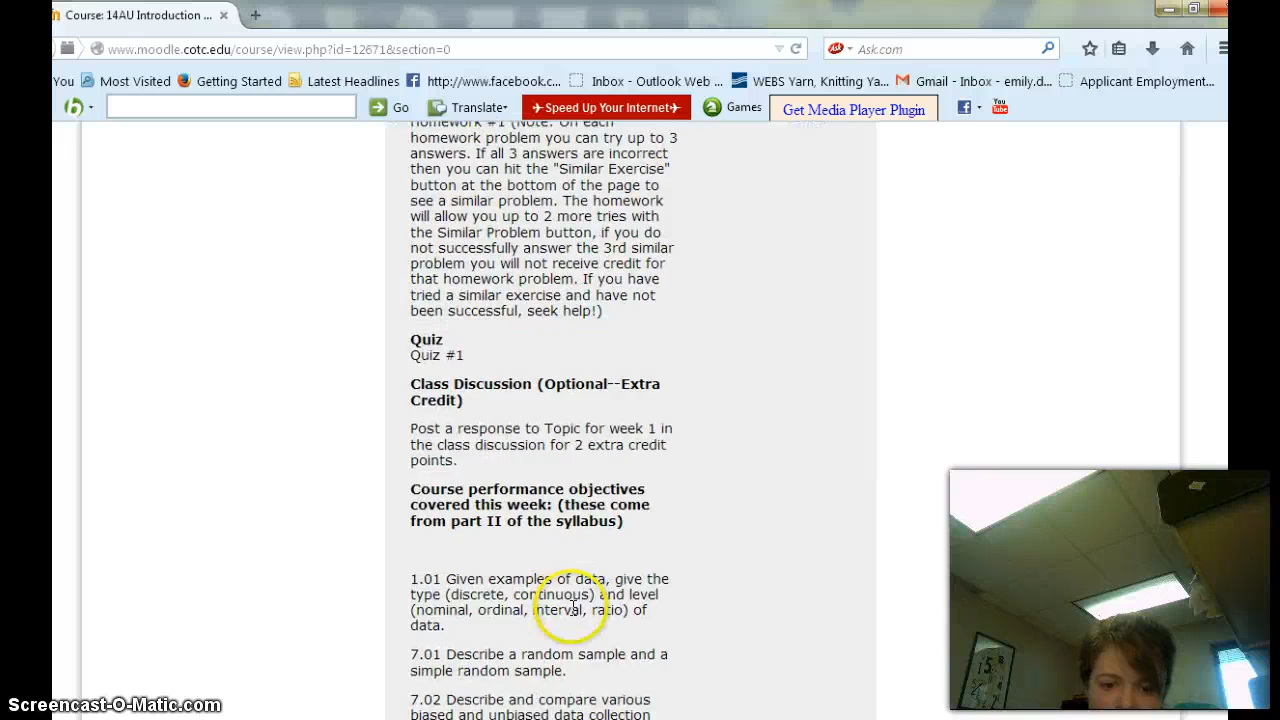 Course: 14AU Introduction ...
www.moodle.cotc.edu/course/view.php?id=12671&section=0
Ask
Ask.com
You Most Visited Getting Started Latest Headlines http://www.facebook.c... Inbox - Outlook Web ... WEBS Yarn, Knitting Ya... Gmail - Inbox - emily.d... Applicant Employment...
Go Translate Speed Up Your Internet Games Get Media Player Plugin You Tube
Homework #1 (Note: On each
homework problem you can try up to 3
answers. If all 3 answers are incorrect
then you can hit the "Similar Exercise"
button at the bottom of the page to
see a similar problem. The homework
will allow you up to 2 more tries with
the Similar Problem button, if you do
not successfully answer the 3rd similar
problem you will not receive credit for
that homework problem. If you have
tried a similar exercise and have not
been successful, seek help!)
Quiz
Quiz #1
Class Discussion (Optional--Extra
Credit)
Post a response to Topic for week 1 in
the class discussion for 2 extra credit
points.
Course performance objectives
covered this week: (these come
from part II of the syllabus)
1.01 Given examples of data, give the
type (discrete, continuous) and level
(nominal, ordinal, interval, ratio) of
data.
7.01 Describe a random sample and a
simple random sample.
7.02 Describe and compare various
biased and unbiased data collection
Screencast-O-Matic.com